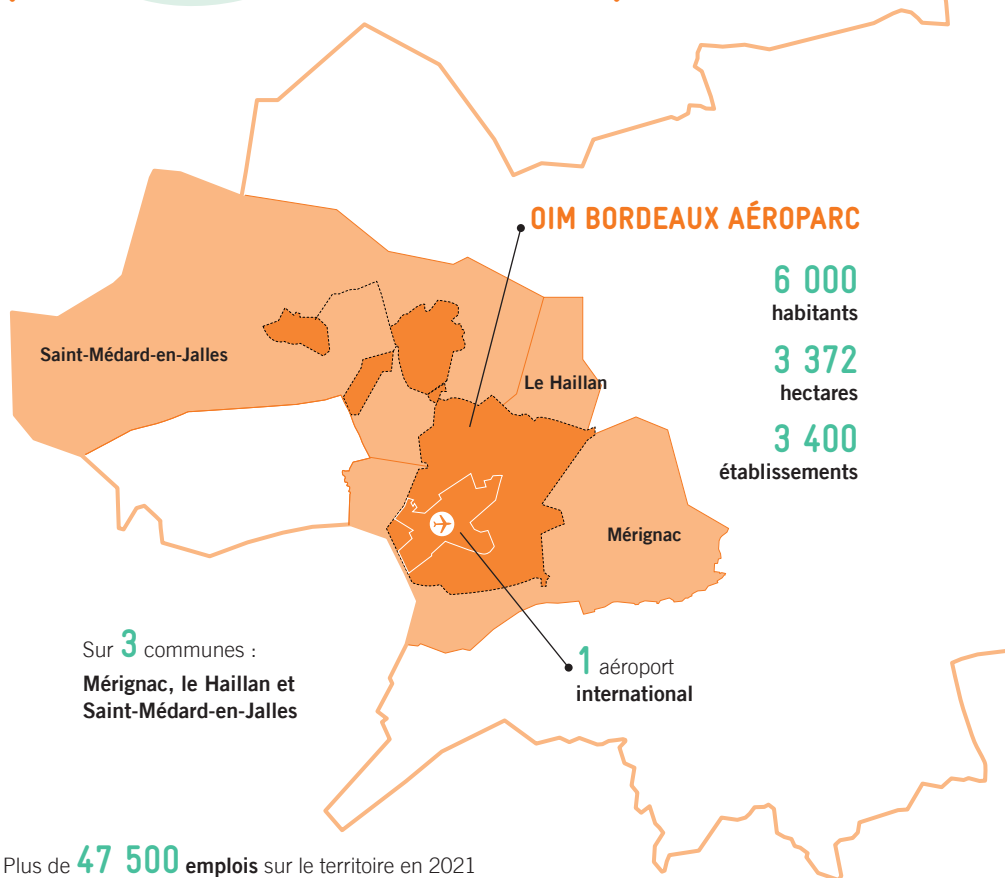 OIM BORDEAUX AÉROPARC
6 000
habitants
3 372
hectares
3 400
établissements
Saint-Médard-en-Jalles
Le Haillan
Mérignac
Sur 3 communes :
Mérignac, le Haillan et
Saint-Médard-en-Jalles
1 aéroport
international
Plus de 47 500 emplois sur le territoire en 2021